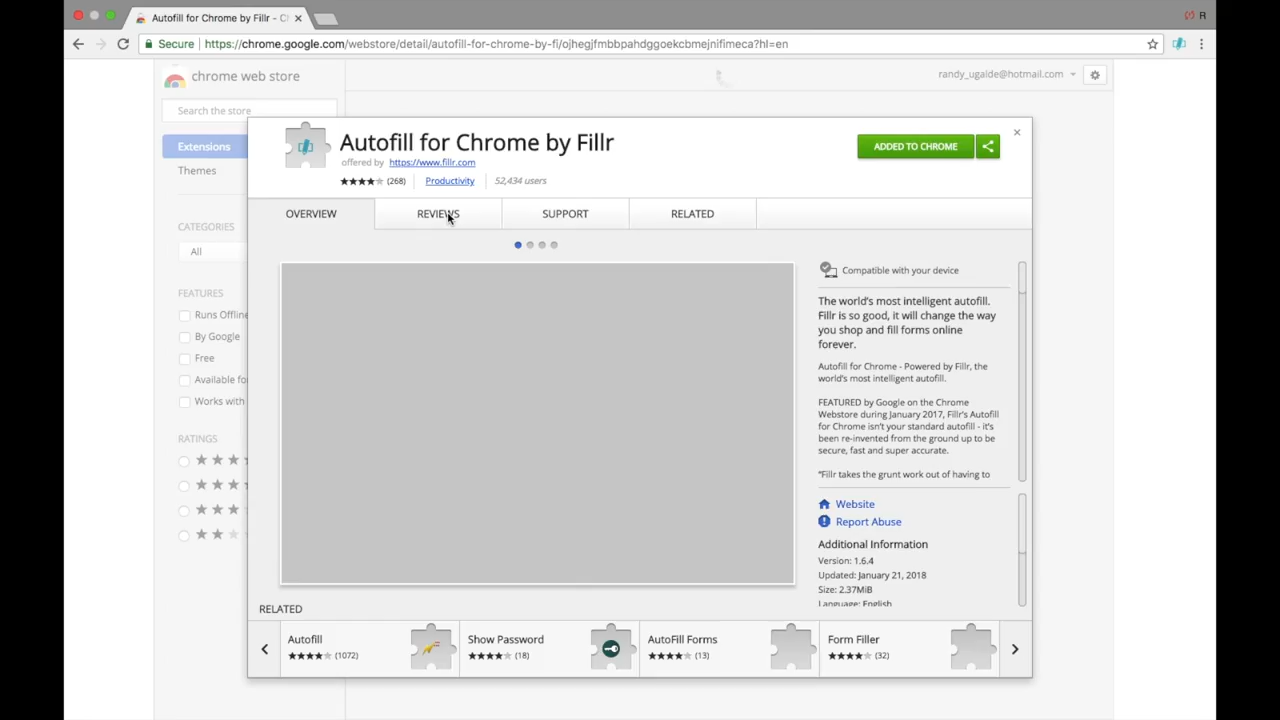 Autofill for Chrome by Fillr - C
R
Secure
https://chrome.google.com/webstore/detail/autofill-for-chrome-by-fi/ojhegjfmbbpahdggoekcbmejnifimeca?hl=en
chrome web store
randy_ugalde@hotmail.com
Search the store
Extensions
Themes
CATEGORIES
All
FEATURES
Runs Offline
By Google
Free
Available fo
Works with
RATINGS
Autofill for Chrome by Fillr
offered by https://www.fillr.com
(268)
Productivity
52,434 users
ADDED TO CHROME
OVERVIEW
REVIEWS
SUPPORT
RELATED
Compatible with your device
The world's most intelligent autofill.
Fillr is so good, it will change the way
you shop and fill forms online
forever.
Autofill for Chrome - Powered by Fillr, the
world's most intelligent autofill.
FEATURED by Google on the Chrome
Webstore during January 2017, Fillr's Autofill
for Chrome isn't your standard autofill - it's
been re-invented from the ground up to be
secure, fast and super accurate.
"Fillr takes the grunt work out of having to
Website
Report Abuse
Additional Information
Version: 1.6.4
Updated: January 21, 2018
Size: 2.37MiB
Language: English
RELATED
Autofill
(1072)
Show Password
(18)
AutoFill Forms
(13)
Form Filler
(32)